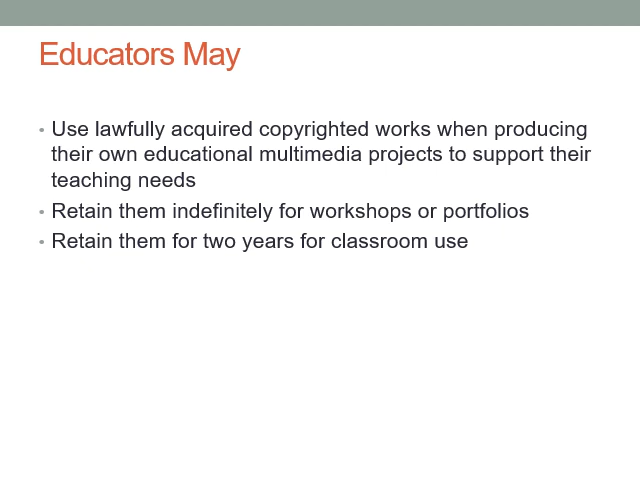 Educators May
• Use lawfully acquired copyrighted works when producing
their own educational multimedia projects to support their
teaching needs
• Retain them indefinitely for workshops or portfolios
• Retain them for two years for classroom use